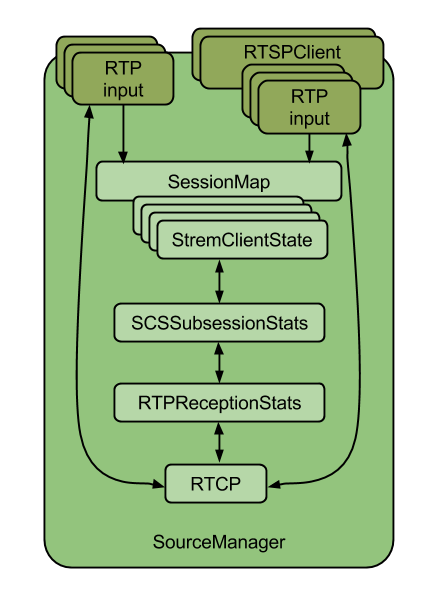 RTP
input
RTSPClient
RTP
input
SessionMap
StremClientState
SCSSubsessionStats
RTPReceptionStats
RTCP
SourceManager